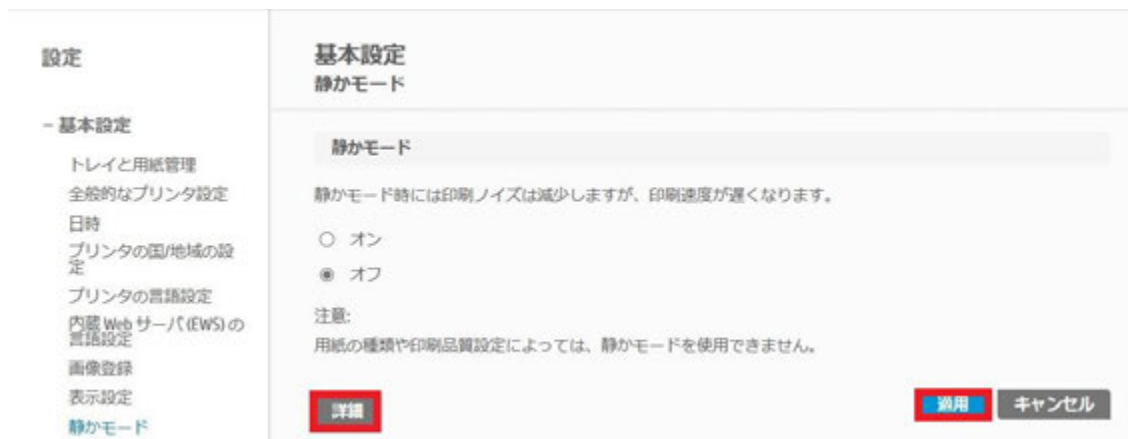 設定
- 基本設定
トレイと用紙管理
全般的なプリンタ設定
日時
プリンタの国/地域の設
定
プリンタの言語設定
内蔵 Web サーバ (EWS) の
言語設定
画像登録
表示設定
静かモード
基本設定
静かモード
静かモード
静かモード時には印刷ノイズは減少しますが、印刷速度が遅くなります。
オン
オフ
注意:
用紙の種類や印刷品質設定によっては、静かモードを使用できません。
詳細
適用
キャンセル